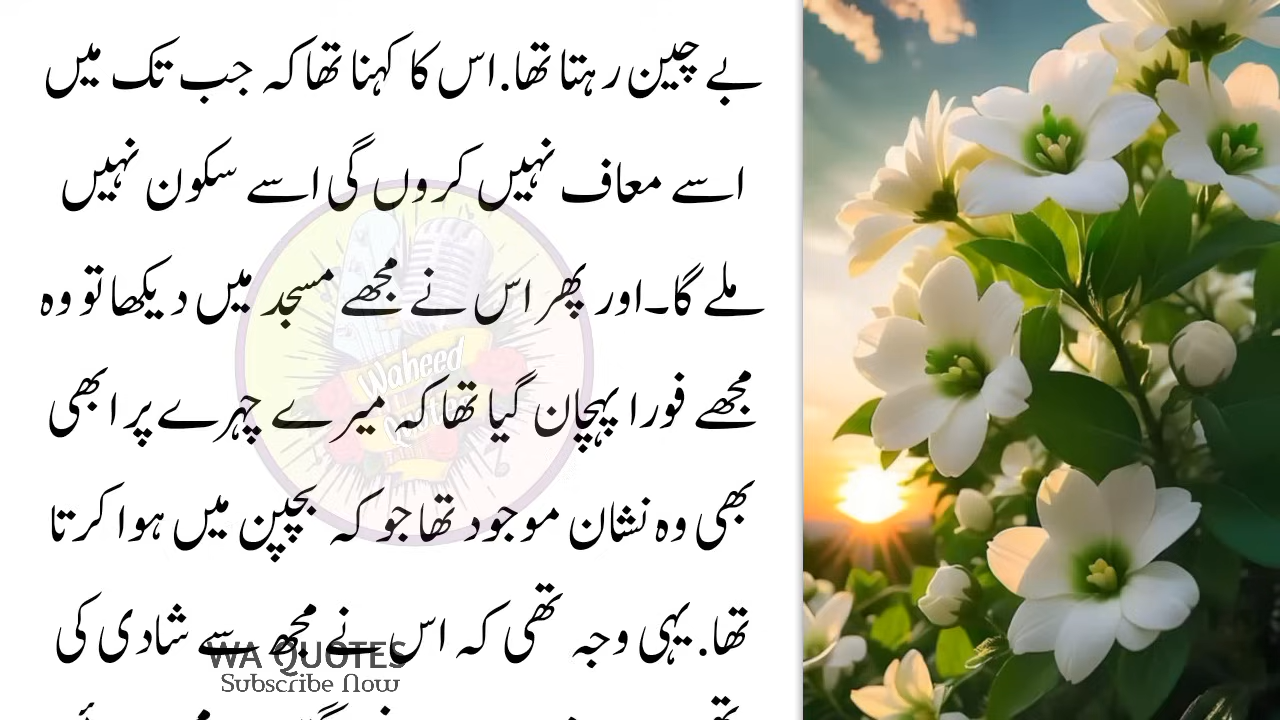 بے چین رہتا تھا.اس کا کہنا تھا کہ جب تک میں
اسے معاف نہیں کروں گی اسے سکون نہیں
ملے گا۔اور پھر اس نے مجھے مسجد میں دیکھا تو وہ
مجھے فورا پہچان گیا تھا کہ میرے چہرے پر ابھی
بھی وہ نشان موجود تھا جو کہ بچپن میں ہوا کرتا
تھا. یہی وجہ تھی کہ اس نے مجھ سے شادی کی
Waheed
WA QUOTES
Subscribe Now